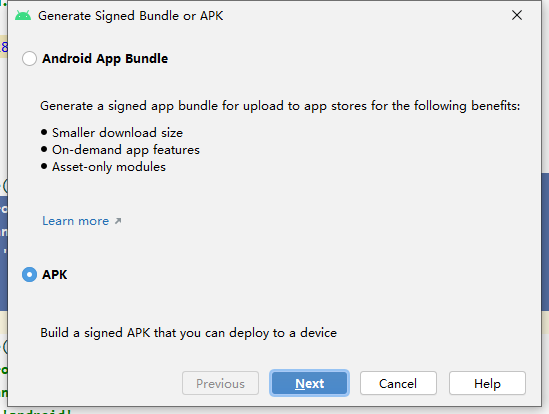 Generate Signed Bundle or APK
Android App Bundle
Generate a signed app bundle for upload to app stores for the following benefits:
• Smaller download size
• On-demand app features
• Asset-only modules
Learn more ↗
APK
Build a signed APK that you can deploy to a device
Previous
Next
Cancel
Help